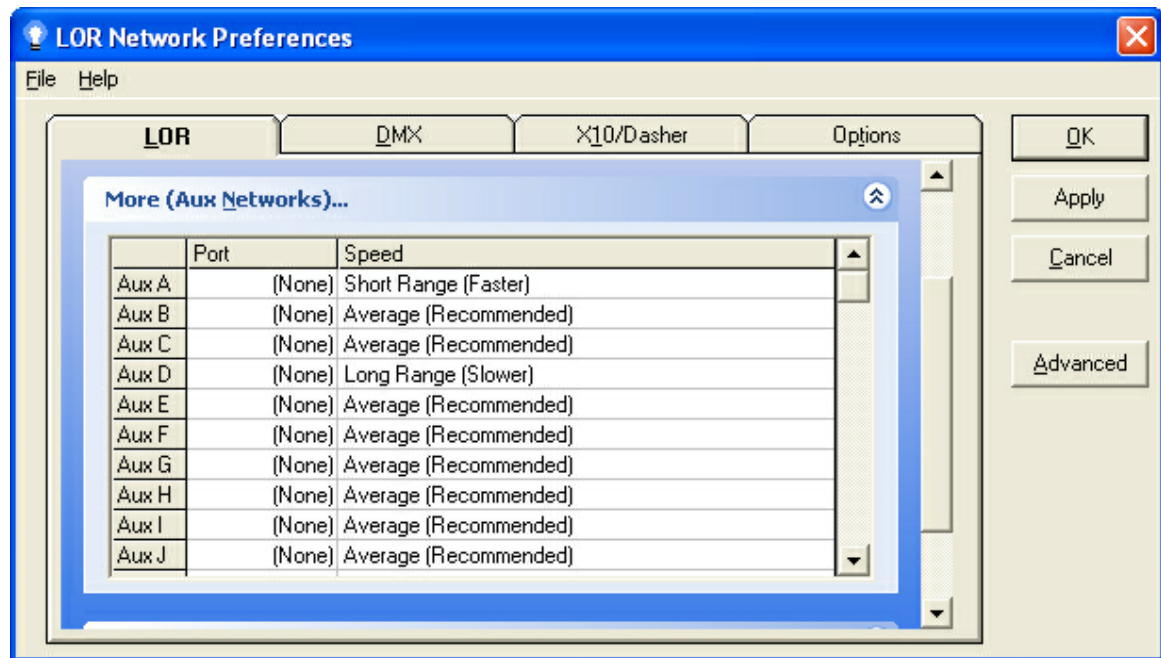 LOR Network Preferences
File Help
LOR DMX X10/Dasher Options
OK
More (Aux Networks)...
Apply
Port Speed
Cancel
Aux A (None) Short Range (Faster)
Aux B (None) Average (Recommended)
Aux C (None) Average (Recommended)
Advanced
Aux D (None) Long Range (Slower)
Aux E (None) Average (Recommended)
Aux F (None) Average (Recommended)
Aux G (None) Average (Recommended)
Aux H (None) Average (Recommended)
Aux I (None) Average (Recommended)
Aux J (None) Average (Recommended)